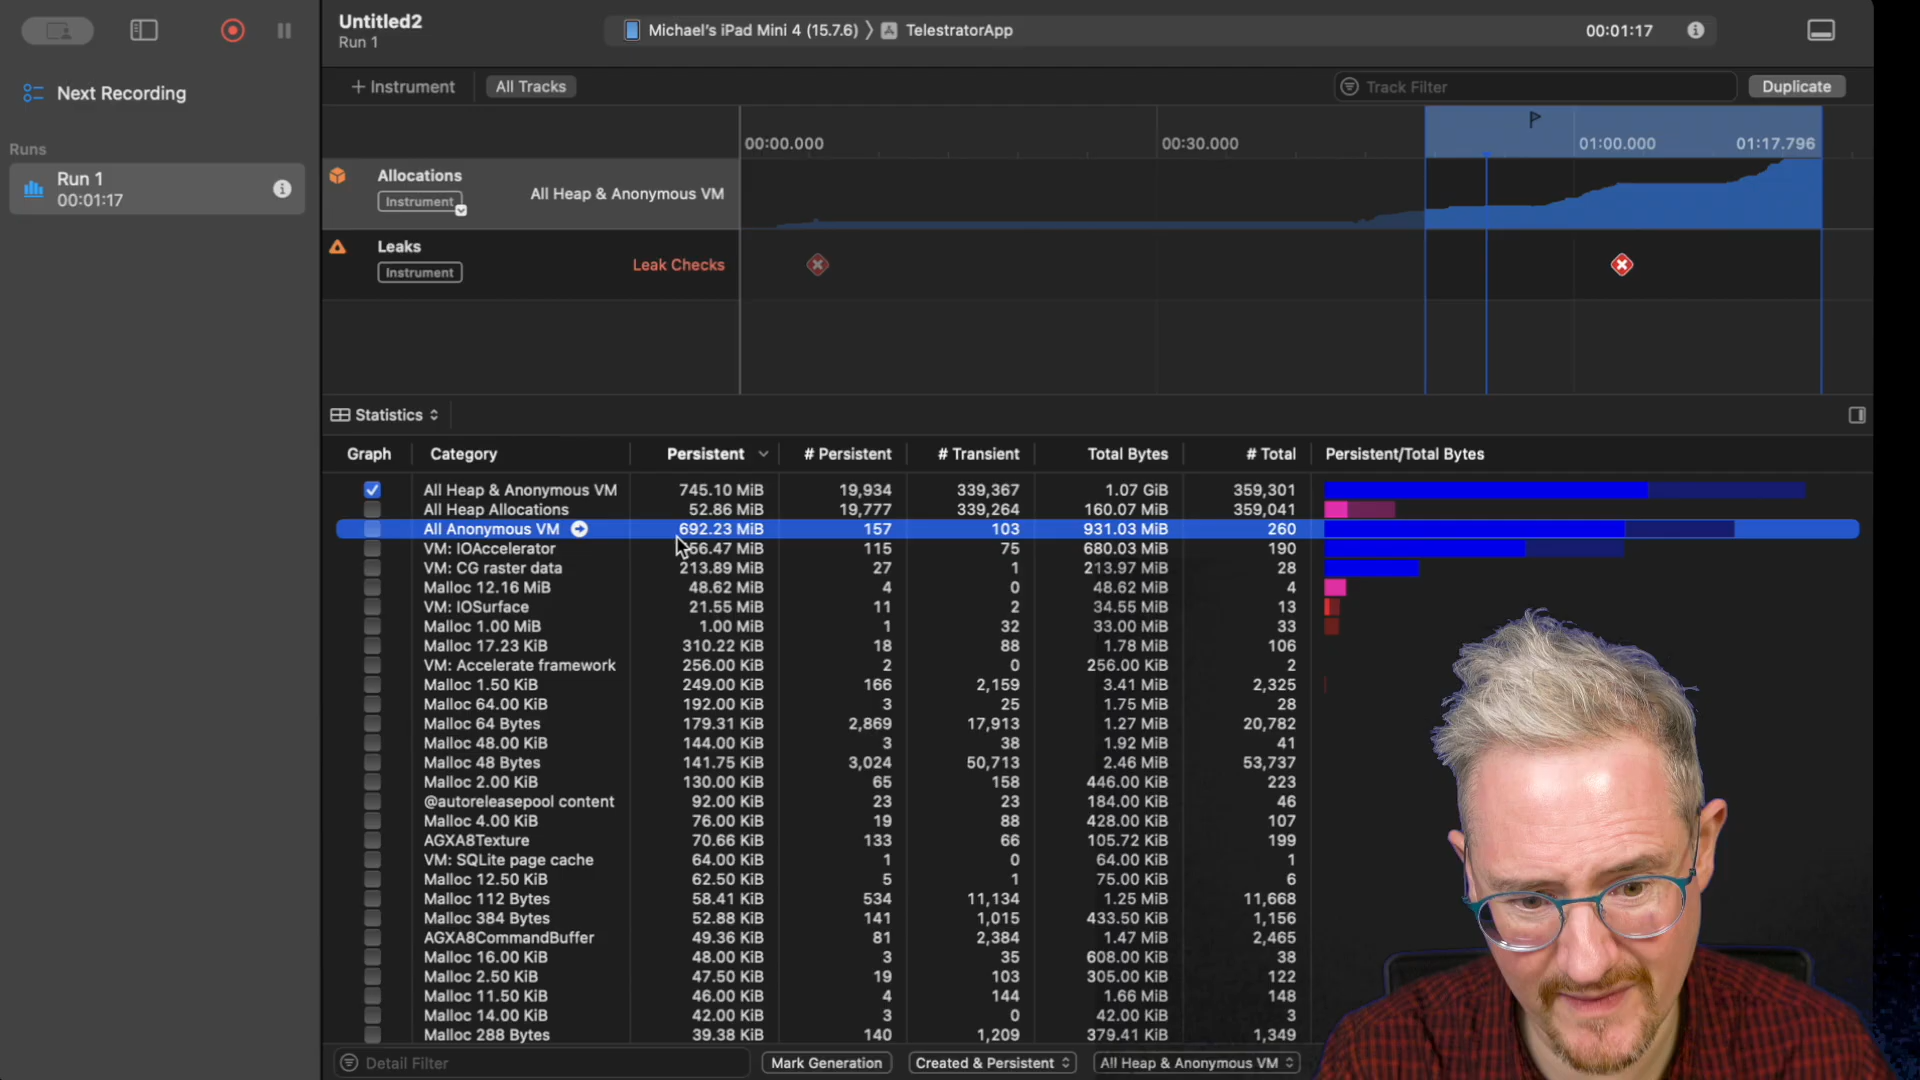 Untitled2
Run 1
Michael's iPad Mini 4 (15.7.6) 〉 TelestratorApp
00:01:17
Next Recording
+ Instrument
All Tracks
Track Filter
Duplicate
Runs
Run 1
00:01:17
00:00.000
00:30.000
01:00.000
01:17.796
Allocations
Instrument
All Heap & Anonymous VM
Leaks
Instrument
Leak Checks
Statistics
Graph Category Persistent # Persistent # Transient Total Bytes # Total Persistent/Total Bytes
All Heap & Anonymous VM 745.10 MiB 19,934 339,367 1.07 GiB 359,301
All Heap Allocations 52.86 MiB 19,777 339,264 160.07 MiB 359,041
All Anonymous VM 692.23 MiB 157 103 931.03 MiB 260
VM: IOAccelerator 56.47 MiB 115 75 680.03 MiB 190
VM: CG raster data 213.89 MiB 27 1 213.97 MiB 28
Malloc 12.16 MiB 48.62 MiB 4 0 48.62 MiB 4
VM: IOSurface 21.55 MiB 11 2 34.55 MiB 13
Malloc 1.00 MiB 1.00 MiB 1 32 33.00 MiB 33
Malloc 17.23 KiB 310.22 KiB 18 88 1.78 MiB 106
VM: Accelerate framework 256.00 KiB 2 0 256.00 KiB 2
Malloc 1.50 KiB 249.00 KiB 166 2,159 3.41 MiB 2,325
Malloc 64.00 KiB 192.00 KiB 3 25 1.75 MiB 28
Malloc 64 Bytes 179.31 KiB 2,869 17,913 1.27 MiB 20,782
Malloc 48.00 KiB 144.00 KiB 3 38 1.92 MiB 41
Malloc 48 Bytes 141.75 KiB 3,024 50,713 2.46 MiB 53,737
Malloc 2.00 KiB 130.00 KiB 65 158 446.00 KiB 223
@autoreleasepool content 92.00 KiB 23 23 184.00 KiB 46
Malloc 4.00 KiB 76.00 KiB 19 88 428.00 KiB 107
AGXA8Texture 70.66 KiB 133 66 105.72 KiB 199
VM: SQLite page cache 64.00 KiB 1 0 64.00 KiB 1
Malloc 12.50 KiB 62.50 KiB 5 1 75.00 KiB 6
Malloc 112 Bytes 58.41 KiB 534 11,134 1.25 MiB 11,668
Malloc 384 Bytes 52.88 KiB 141 1,015 433.50 KiB 1,156
AGXA8CommandBuffer 49.36 KiB 81 2,384 1.47 MiB 2,465
Malloc 16.00 KiB 48.00 KiB 3 35 608.00 KiB 38
Malloc 2.50 KiB 47.50 KiB 19 103 305.00 KiB 122
Malloc 11.50 KiB 46.00 KiB 4 144 1.66 MiB 148
Malloc 14.00 KiB 42.00 KiB 3 0 42.00 KiB 3
Malloc 288 Bytes 39.38 KiB 140 1,209 379.41 KiB 1,349
Detail Filter
Mark Generation
Created & Persistent
All Heap & Anonymous VM